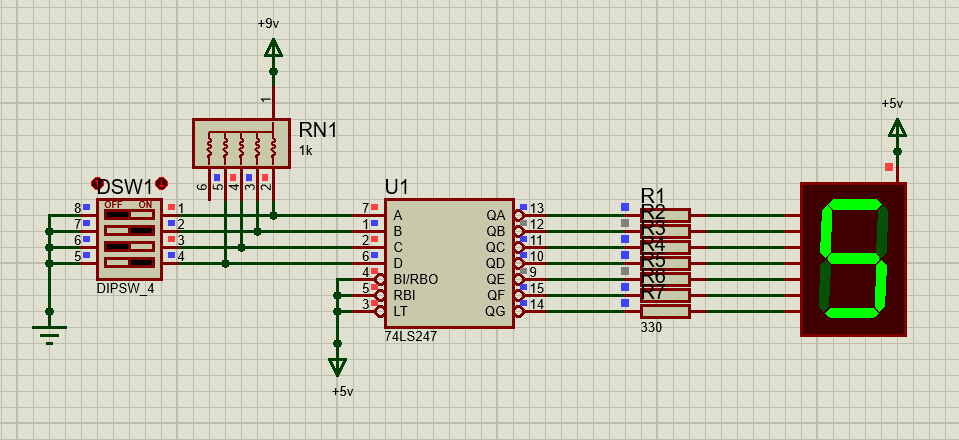 +9v
1
RN1
1k
6 5 4 3 2
DSW1
OFF ON
8 1
7 2
6 3
5 4
DIPSW_4
U1
7 A QA 13
1 B QB 12
2 C QC 11
6 D QD 10
4 BI/RBO QE 9
5 RBI QF 15
3 LT QG 14
74LS247
+5v
R1
R2
R3
R4
R5
R6
R7
330
+5v
5